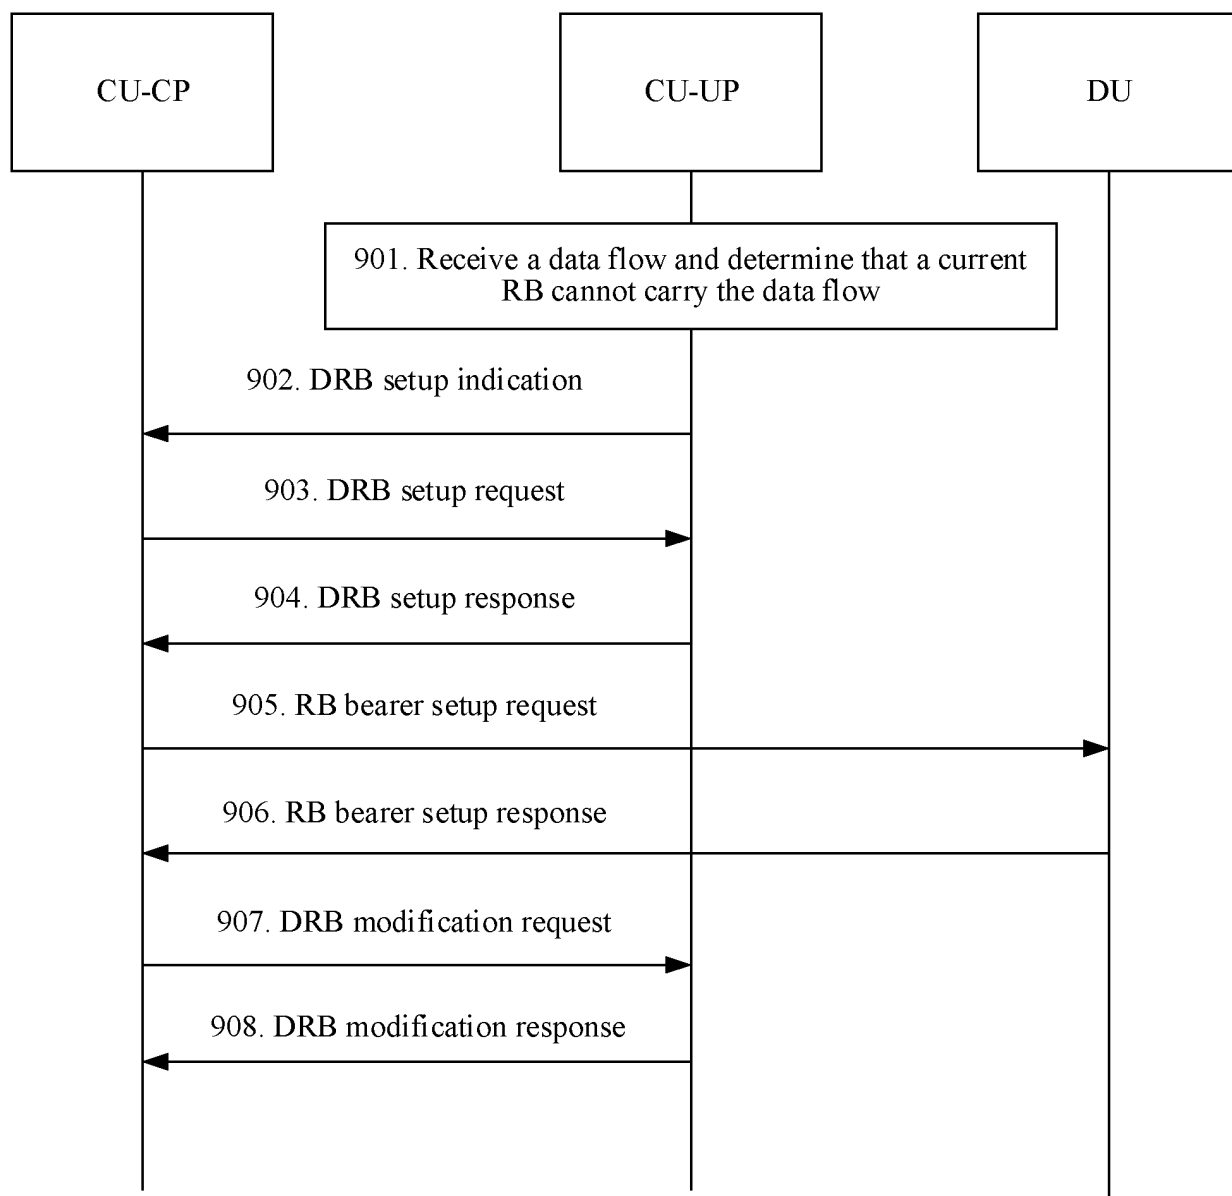 CU-CP
CU-UP
DU
901. Receive a data flow and determine that a current
RB cannot carry the data flow
902. DRB setup indication
903. DRB setup request
904. DRB setup response
905. RB bearer setup request
906. RB bearer setup response
907. DRB modification request
908. DRB modification response